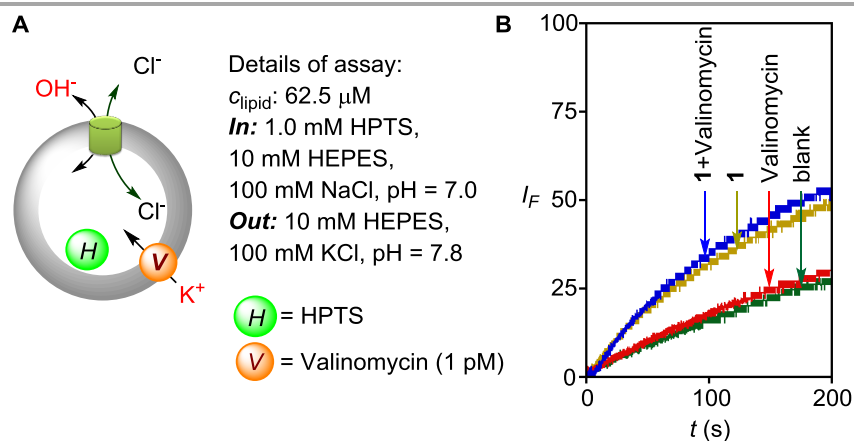 A
Cl⁻
OH⁻
Cl⁻
H
V
K⁺
Details of assay:
c_lipid: 62.5 µM
In: 1.0 mM HPTS,
10 mM HEPES,
100 mM NaCl, pH = 7.0
Out: 10 mM HEPES,
100 mM KCl, pH = 7.8
H = HPTS
V = Valinomycin (1 pM)
B
100
75
50
25
0
I_F
1+Valinomycin
1
Valinomycin
blank
0
100
200
t (s)